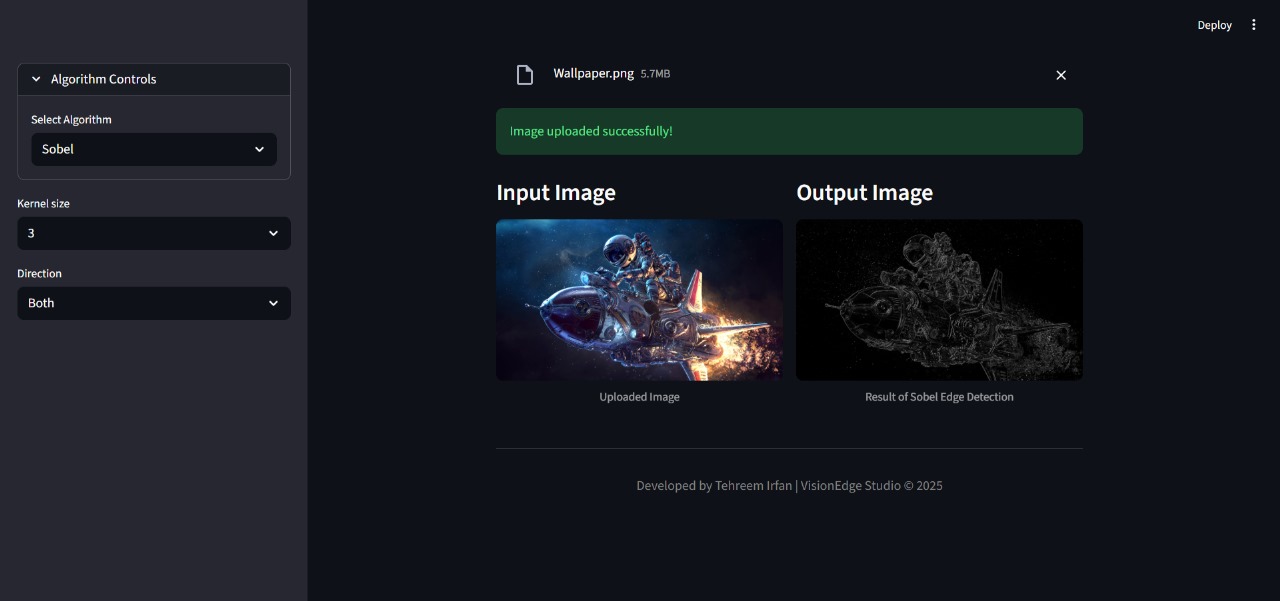 Deploy
Algorithm Controls
Select Algorithm
Sobel
Kernel size
3
Direction
Both
Wallpaper.png 5.7MB
Image uploaded successfully!
Input Image
Output Image
Uploaded Image
Result of Sobel Edge Detection
Developed by Tehreem Irfan | VisionEdge Studio © 2025